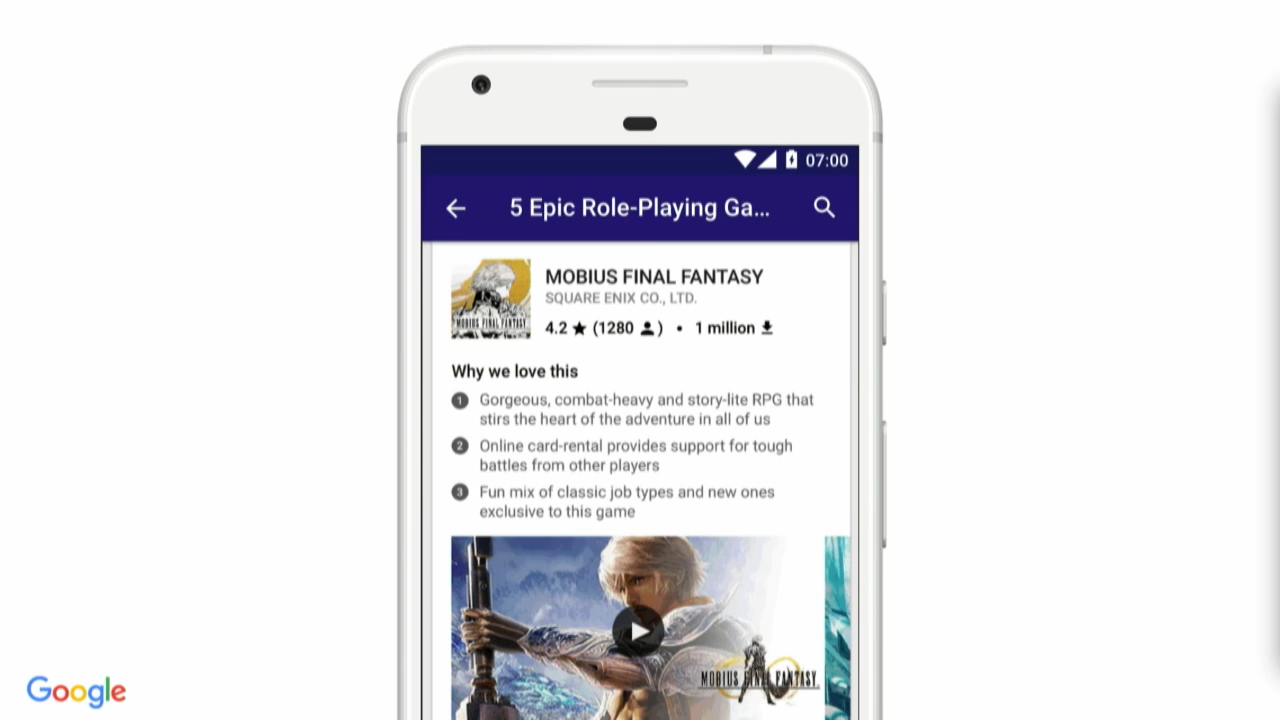 07:00
5 Epic Role-Playing Ga...
MOBIUS FINAL FANTASY
MOBIUS FINAL FANTASY
SQUARE ENIX CO., LTD.
4.2 ★ (1280 ) • 1 million
Why we love this
1 Gorgeous, combat-heavy and story-lite RPG that
stirs the heart of the adventure in all of us
2 Online card-rental provides support for tough
battles from other players
3 Fun mix of classic job types and new ones
exclusive to this game
MOBIUS FINAL FANTASY
Google